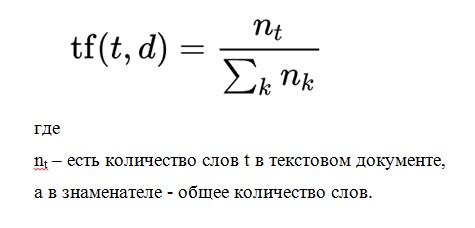 tf(t, d) = n_t / ∑_k n_k
где
n_t – есть количество слов t в текстовом документе,
а в знаменателе - общее количество слов.